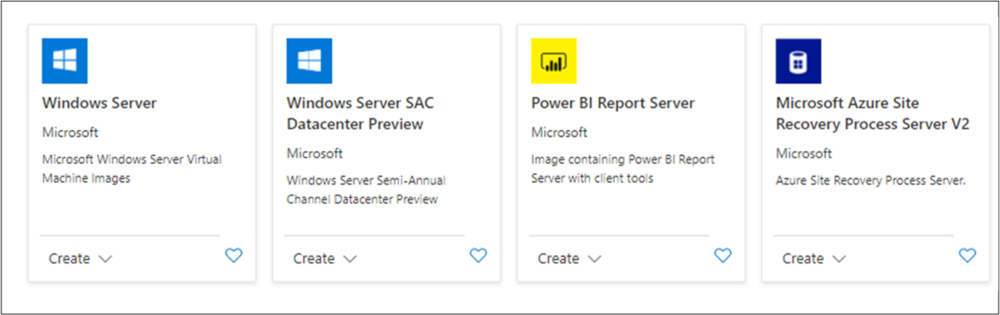 Windows Server
Microsoft
Microsoft Windows Server Virtual
Machine Images
Create
Windows Server SAC
Datacenter Preview
Microsoft
Windows Server Semi-Annual
Channel Datacenter Preview
Create
Power BI Report Server
Microsoft
Image containing Power BI Report
Server with client tools
Create
Microsoft Azure Site
Recovery Process Server V2
Microsoft
Azure Site Recovery Process Server.
Create